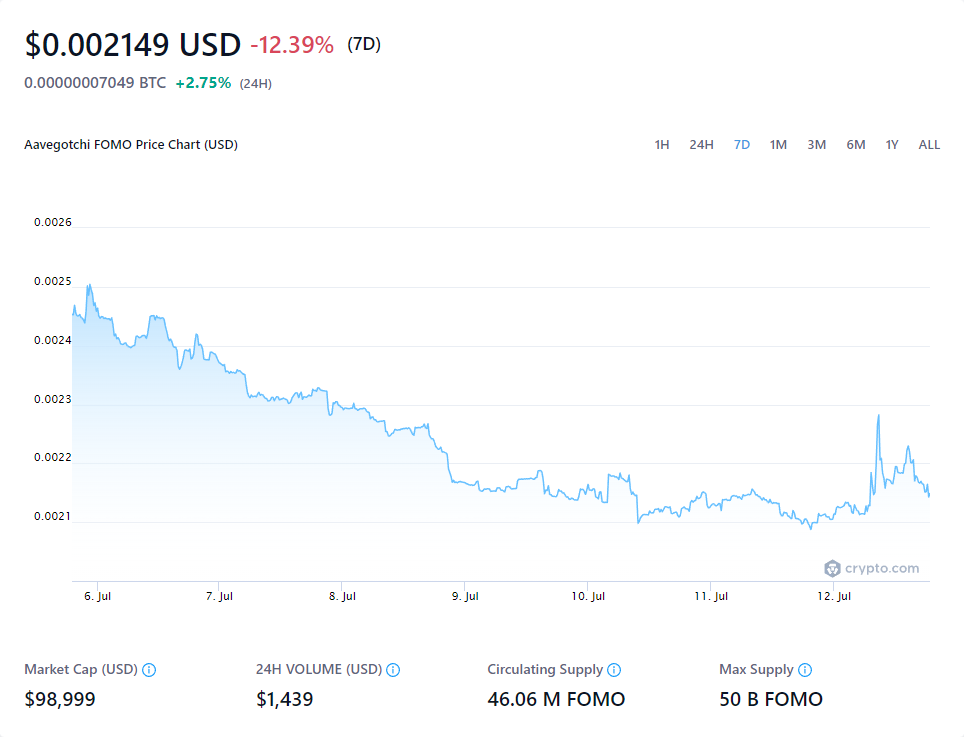 $0.002149 USD -12.39% (7D)
0.00000007049 BTC +2.75% (24H)
Aavegotchi FOMO Price Chart (USD) 1H 24H 7D 1M 3M 6M 1Y ALL
0.0026
0.0025
0.0024
0.0023
0.0022
0.0021
crypto.com
6. Jul 7. Jul 8. Jul 9. Jul 10. Jul 11. Jul 12. Jul
Market Cap (USD) 24H VOLUME (USD) Circulating Supply Max Supply
$98,999 $1,439 46.06 M FOMO 50 B FOMO